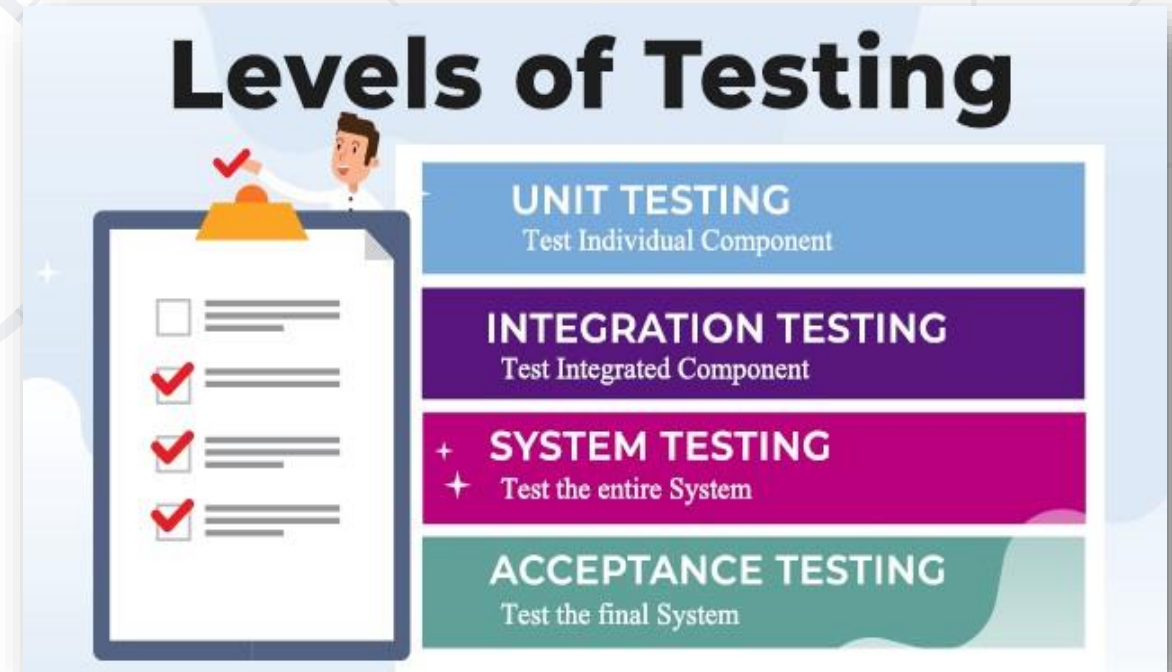 Levels of Testing
UNIT TESTING
Test Individual Component
INTEGRATION TESTING
Test Integrated Component
SYSTEM TESTING
Test the entire System
ACCEPTANCE TESTING
Test the final System